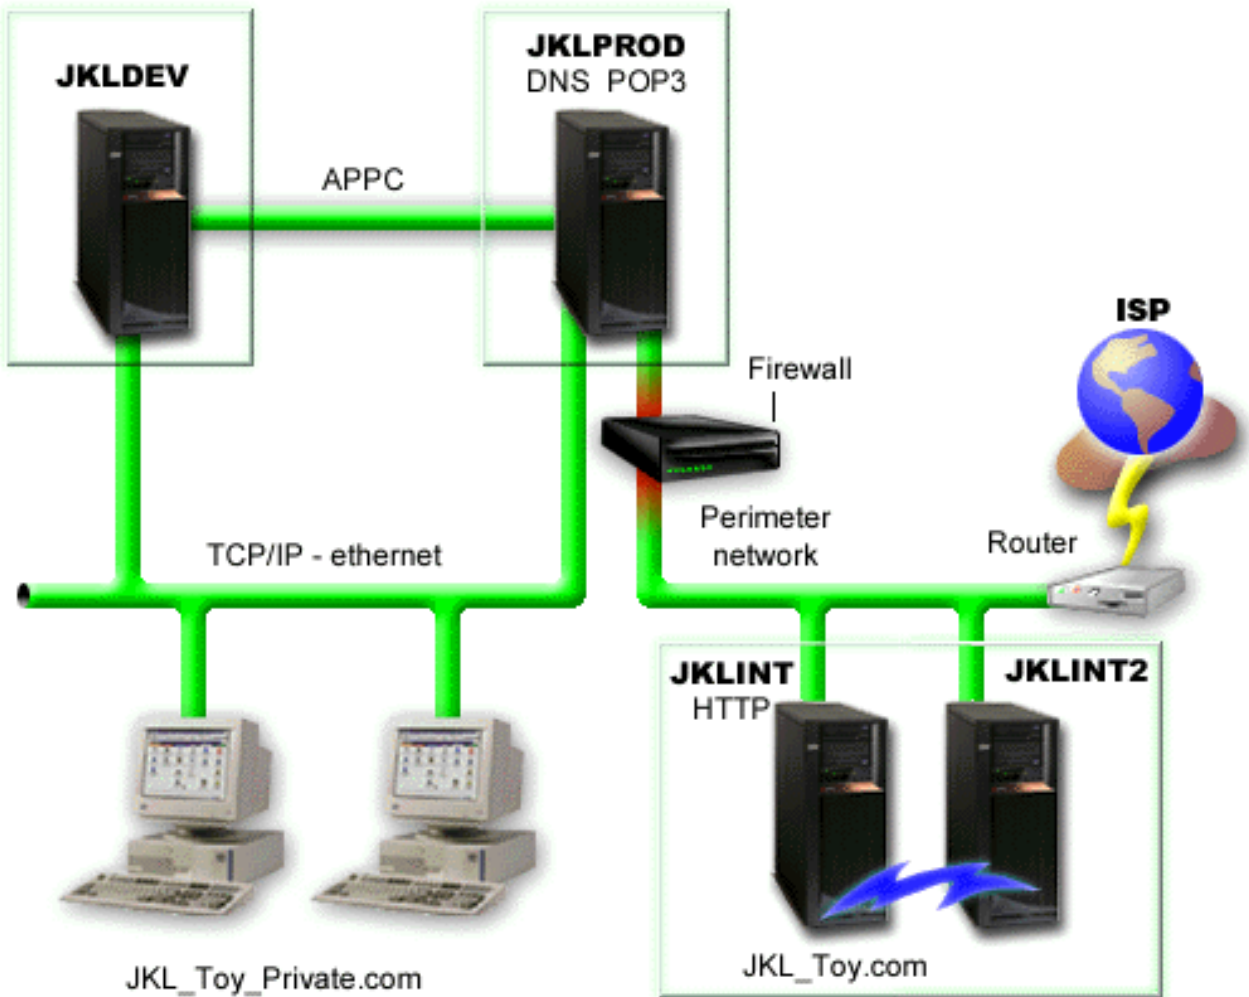 JKLDEV
JKLPROD
DNS POP3
APPC
ISP
Firewall
Perimeter
network
Router
TCP/IP - ethernet
JKLINT
HTTP
JKLINT2
JKL_Toy_Private.com
JKL_Toy.com